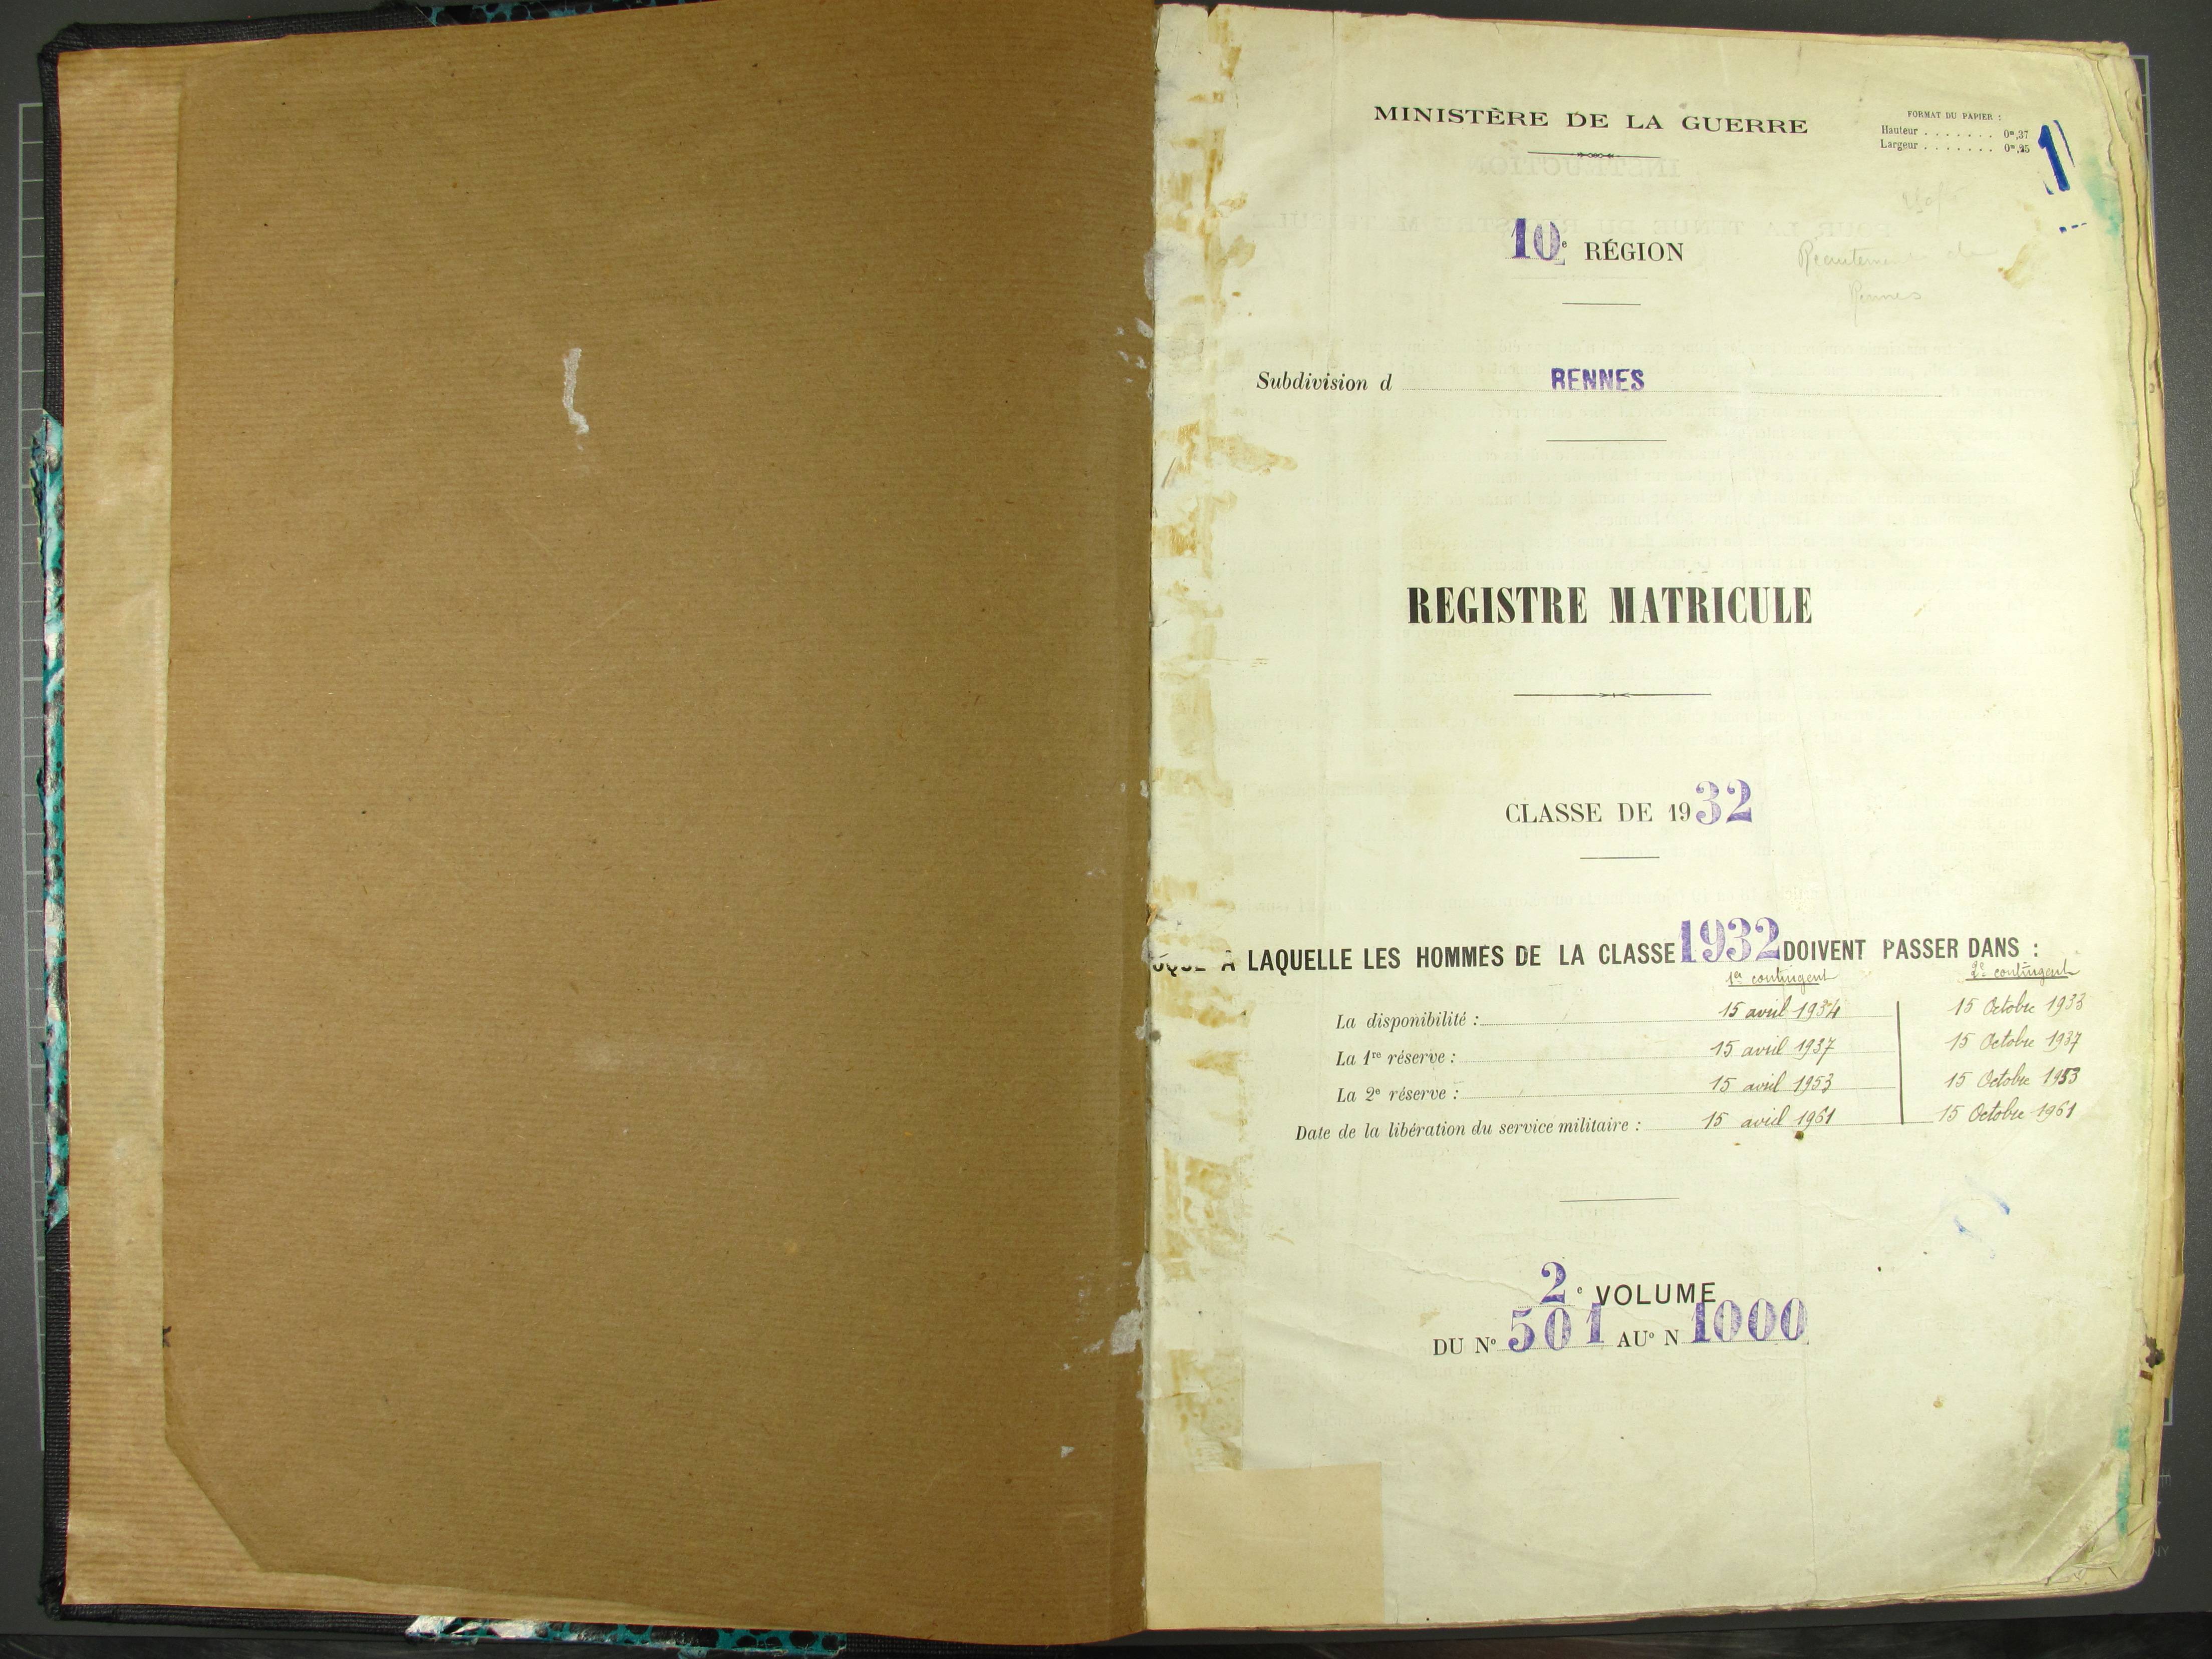 MINISTÈRE DE LA GUERRE
FORMAT DU PAPIER :
Hauteur . . . . . . . 0m,37
Largeur . . . . . . . 0m,25
1
10e RÉGION
Rennes
Subdivision d RENNES
REGISTRE MATRICULE
CLASSE DE 1932
A LAQUELLE LES HOMMES DE LA CLASSE 1932 DOIVENT PASSER DANS :
1er contingent 2e contingent
La disponibilité : 15 avril 1934 15 Octobre 1933
La 1re réserve : 15 avril 1937 15 Octobre 1937
La 2e réserve : 15 avril 1953 15 Octobre 1953
Date de la libération du service militaire : 15 avril 1961 15 Octobre 1961
2e VOLUME
DU No 501 AUo N 1000